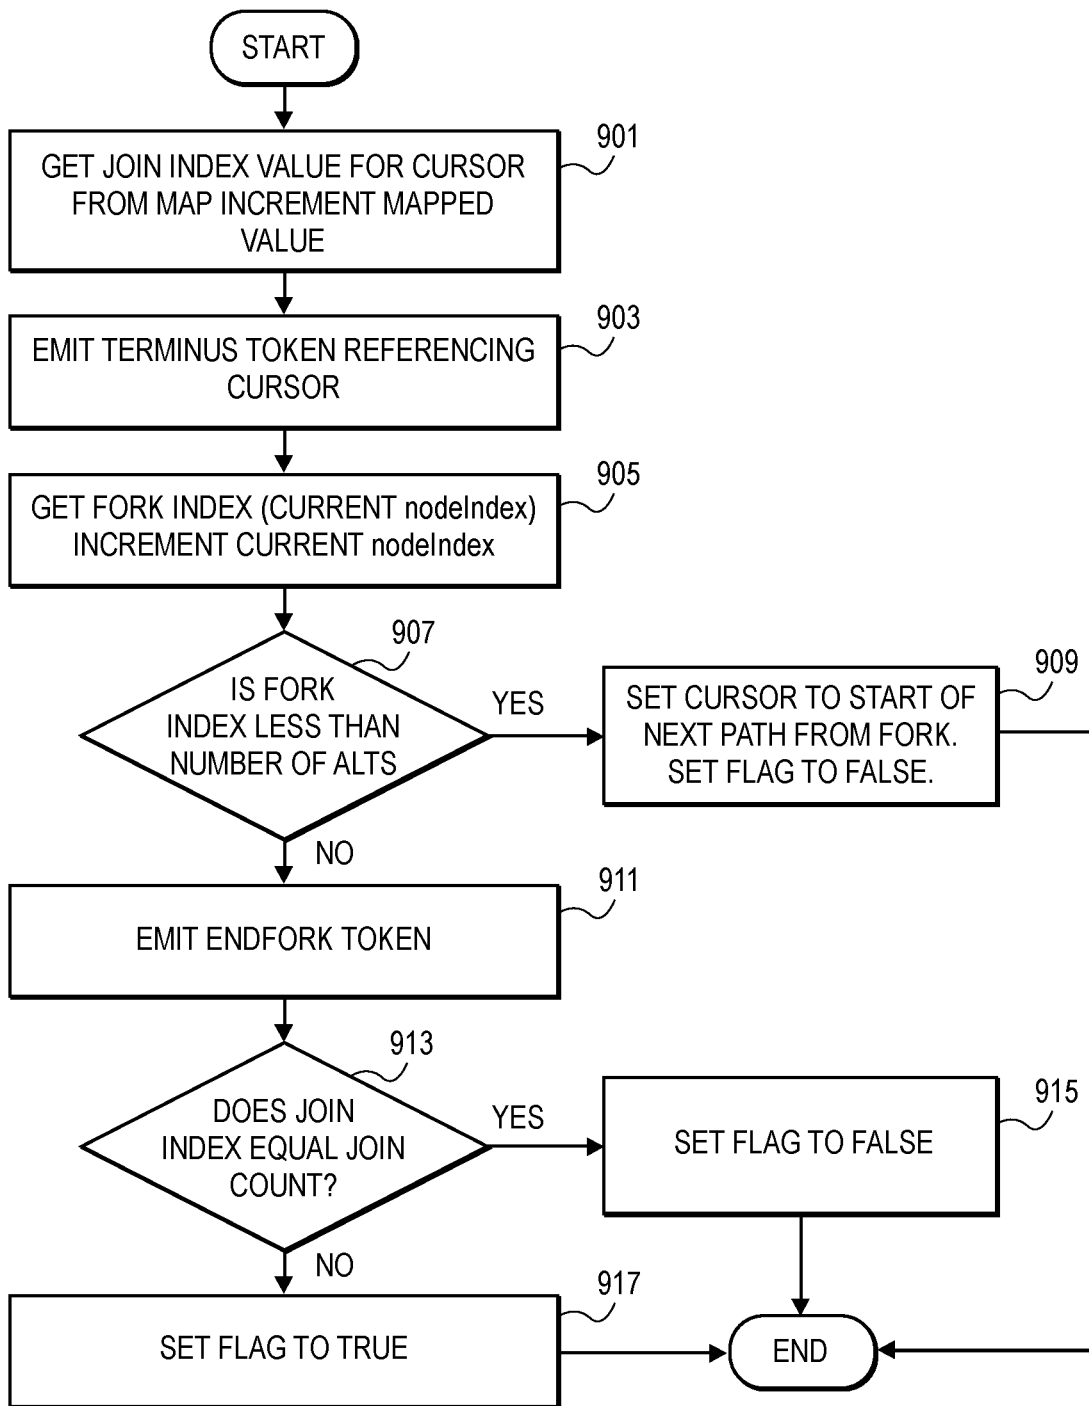 START
901
GET JOIN INDEX VALUE FOR CURSOR
FROM MAP INCREMENT MAPPED
VALUE
903
EMIT TERMINUS TOKEN REFERENCING
CURSOR
905
GET FORK INDEX (CURRENT nodeIndex)
INCREMENT CURRENT nodeIndex
907
IS FORK
INDEX LESS THAN
NUMBER OF ALTS
YES
909
SET CURSOR TO START OF
NEXT PATH FROM FORK.
SET FLAG TO FALSE.
NO
911
EMIT ENDFORK TOKEN
913
DOES JOIN
INDEX EQUAL JOIN
COUNT?
YES
915
SET FLAG TO FALSE
NO
917
SET FLAG TO TRUE
END